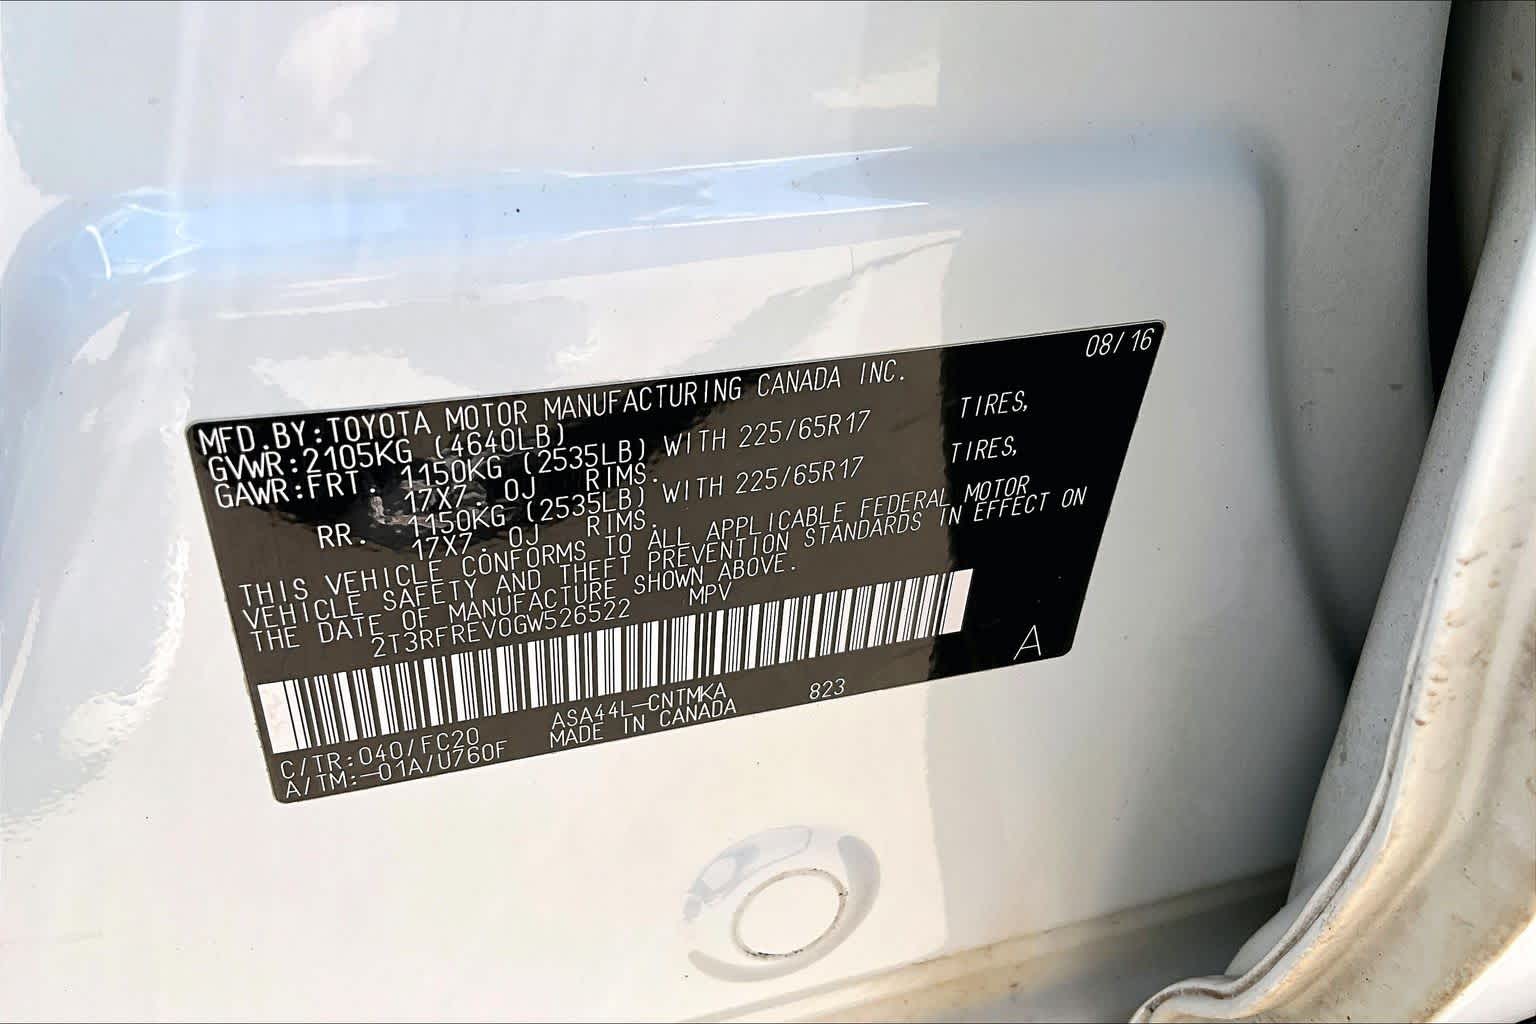 08/16
MFD.BY:TOYOTA MOTOR MANUFACTURING CANADA INC.
GVWR:2105KG (4640LB)
GAWR:FRT. 1150KG (2535LB) WITH 225/65R17 TIRES,
17X7.0J RIMS.
RR. 1150KG (2535LB) WITH 225/65R17 TIRES,
17X7.0J RIMS.
THIS VEHICLE CONFORMS TO ALL APPLICABLE FEDERAL MOTOR
VEHICLE SAFETY AND THEFT PREVENTION STANDARDS IN EFFECT ON
THE DATE OF MANUFACTURE SHOWN ABOVE.
2T3RFREV0GW526522 MPV
A
C/TR:040/FC20 ASA44L-CNTMKA 823
A/TM:-01A/U760F MADE IN CANADA